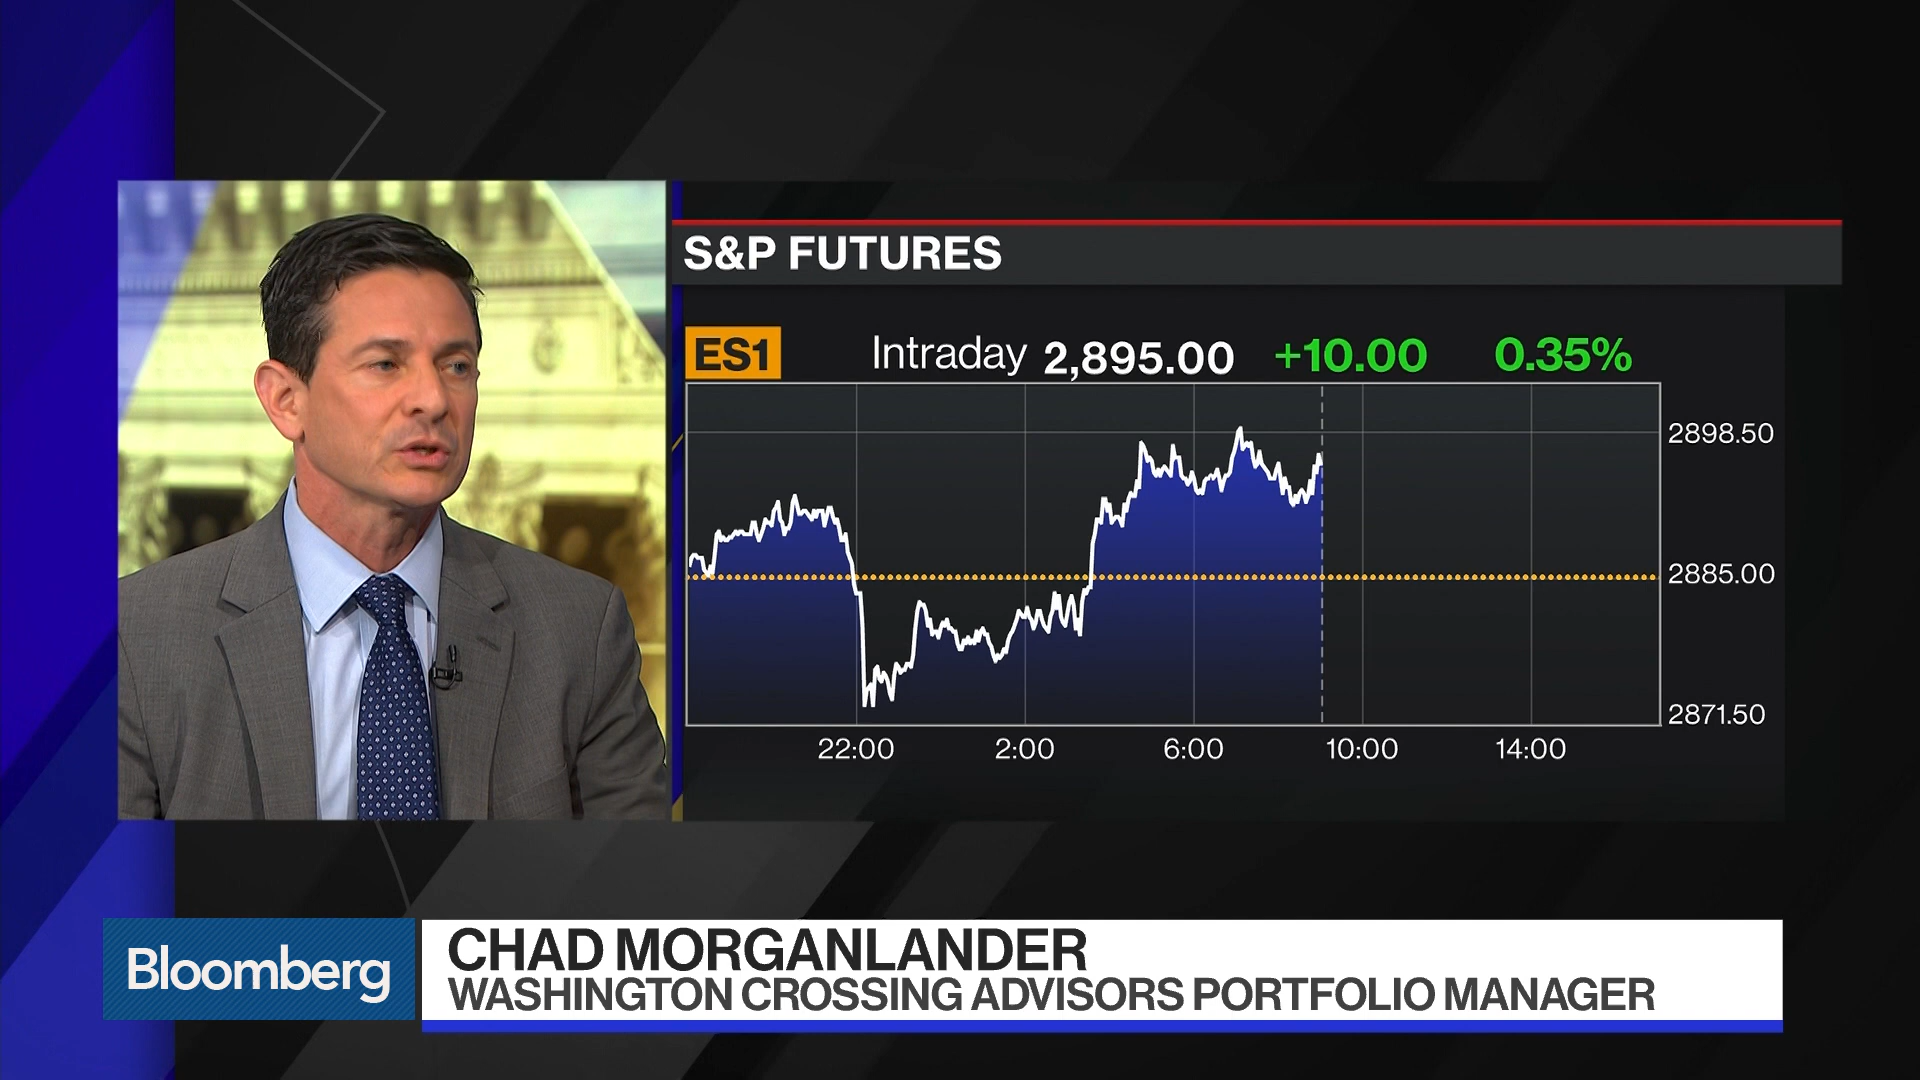 S&P FUTURES
ES1 Intraday 2,895.00 +10.00 0.35%
2898.50
2885.00
2871.50
22:00 2:00 6:00 10:00 14:00
Bloomberg
CHAD MORGANLANDER
WASHINGTON CROSSING ADVISORS PORTFOLIO MANAGER